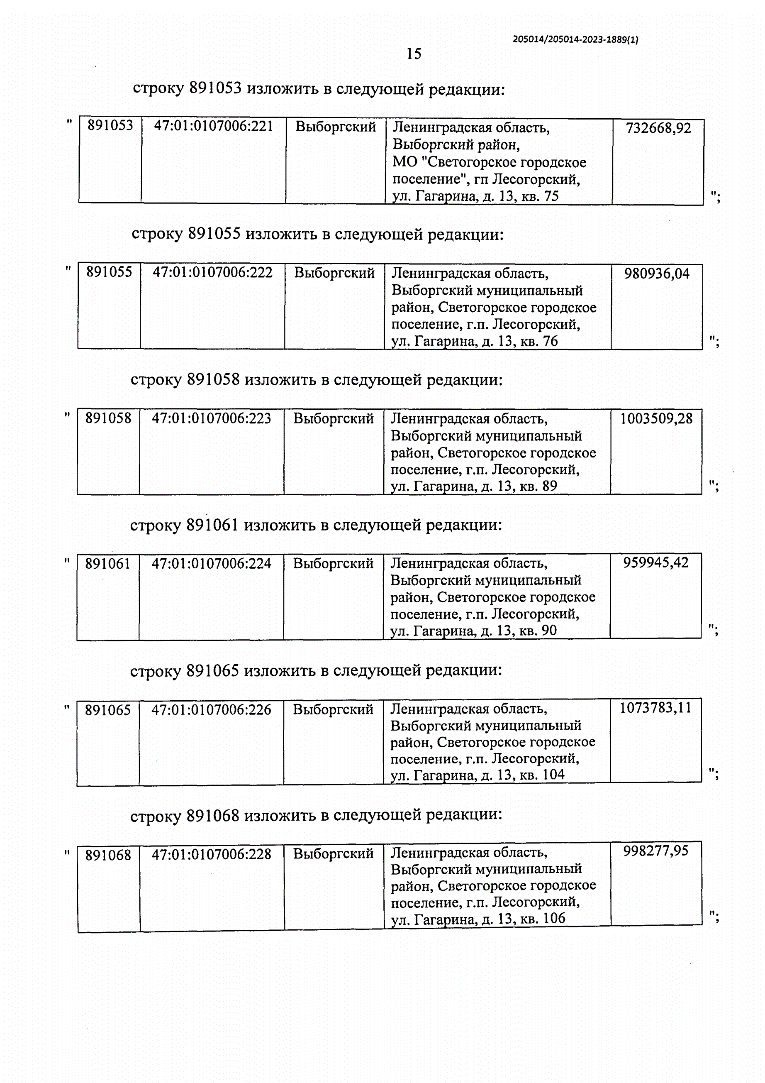 205014/205014-2023-1889(1)
15
строку 891053 изложить в следующей редакции:
" 891053 47:01:0107006:221 Выборгский Ленинградская область, 732668,92
Выборгский район,
МО "Светогорское городское
поселение", гп Лесогорский,
ул. Гагарина, д. 13, кв. 75 ";
строку 891055 изложить в следующей редакции:
" 891055 47:01:0107006:222 Выборгский Ленинградская область, 980936,04
Выборгский муниципальный
район, Светогорское городское
поселение, г.п. Лесогорский,
ул. Гагарина, д. 13, кв. 76 ";
строку 891058 изложить в следующей редакции:
" 891058 47:01:0107006:223 Выборгский Ленинградская область, 1003509,28
Выборгский муниципальный
район, Светогорское городское
поселение, г.п. Лесогорский,
ул. Гагарина, д. 13, кв. 89 ";
строку 891061 изложить в следующей редакции:
" 891061 47:01:0107006:224 Выборгский Ленинградская область, 959945,42
Выборгский муниципальный
район, Светогорское городское
поселение, г.п. Лесогорский,
ул. Гагарина, д. 13, кв. 90 ";
строку 891065 изложить в следующей редакции:
" 891065 47:01:0107006:226 Выборгский Ленинградская область, 1073783,11
Выборгский муниципальный
район, Светогорское городское
поселение, г.п. Лесогорский,
ул. Гагарина, д. 13, кв. 104 ";
строку 891068 изложить в следующей редакции:
" 891068 47:01:0107006:228 Выборгский Ленинградская область, 998277,95
Выборгский муниципальный
район, Светогорское городское
поселение, г.п. Лесогорский,
ул. Гагарина, д. 13, кв. 106 ";